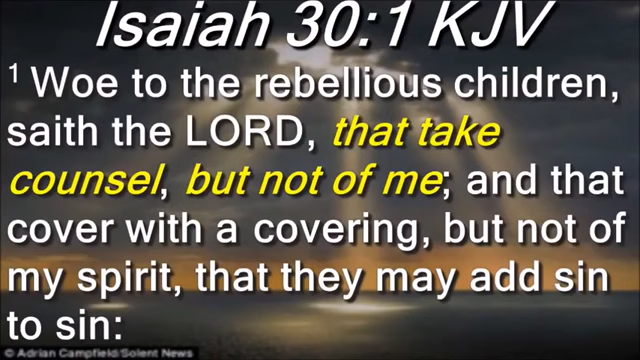 Isaiah 30:1 KJV
1 Woe to the rebellious children,
saith the LORD, that take
counsel, but not of me; and that
cover with a covering, but not of
my spirit, that they may add sin
to sin:
© Adrian Campfield/Solent News